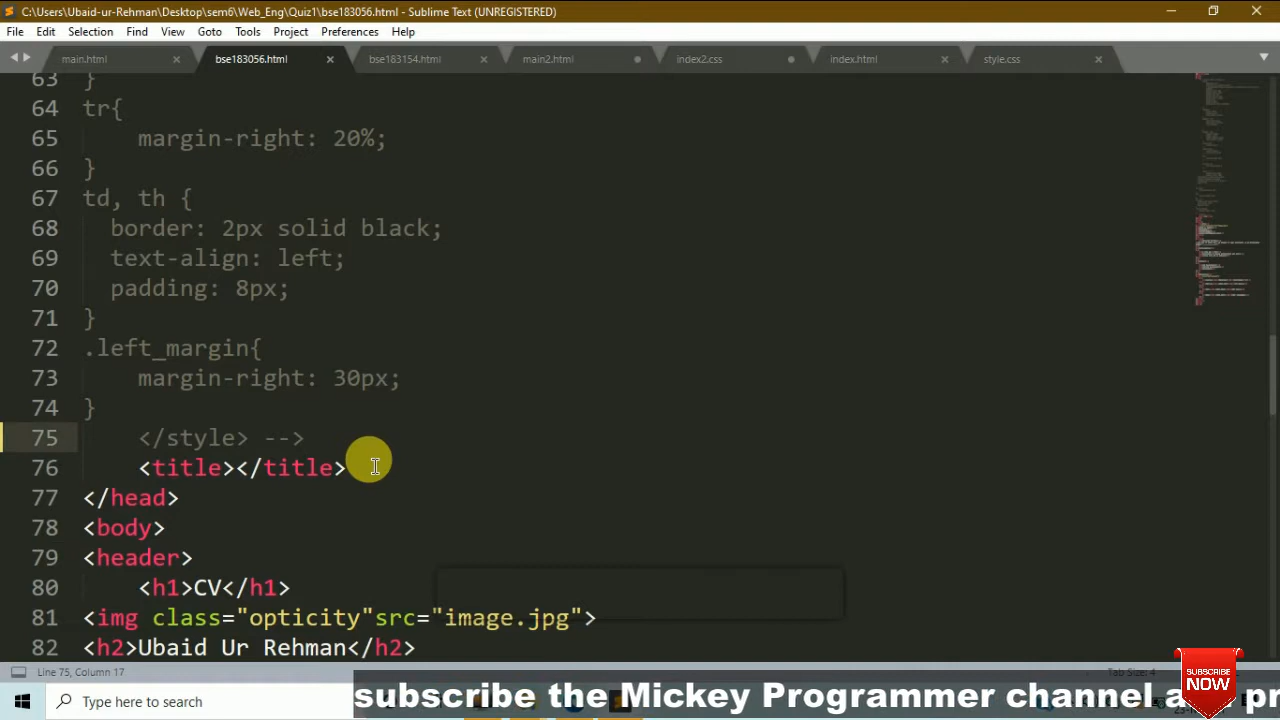 C:\Users\Ubaid-ur-Rehman\Desktop\sem6\Web_Eng\Quiz1\bse183056.html - Sublime Text (UNREGISTERED)
File Edit Selection Find View Goto Tools Project Preferences Help
main.html bse183056.html bse183154.html main2.html index2.css index.html style.css
63 }
64 tr{
65 margin-right: 20%;
66 }
67 td, th {
68 border: 2px solid black;
69 text-align: left;
70 padding: 8px;
71 }
72 .left_margin{
73 margin-right: 30px;
74 }
75 </style> -->
76 <title></title>
77 </head>
78 <body>
79 <header>
80 <h1>CV</h1>
81 <img class="opticity"src="image.jpg">
82 <h2>Ubaid Ur Rehman</h2>
Line 75, Column 17
Tab Size: 4
SUBSCRIBE
NOW
Type here to search
subscribe the Mickey Programmer channel